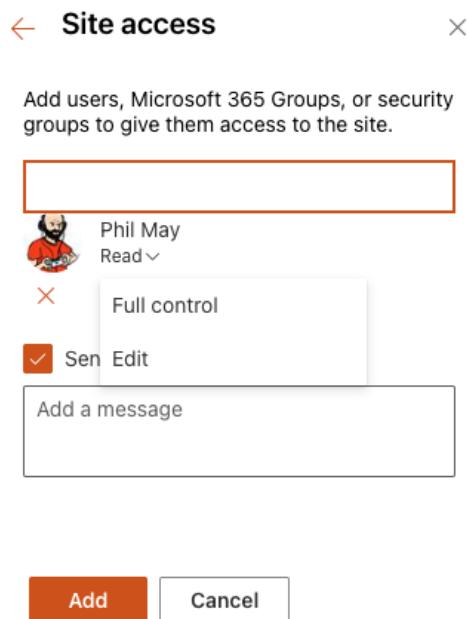 Site access
Add users, Microsoft 365 Groups, or security
groups to give them access to the site.
Phil May
Read
Full control
Sen
Edit
Add a message
Add
Cancel